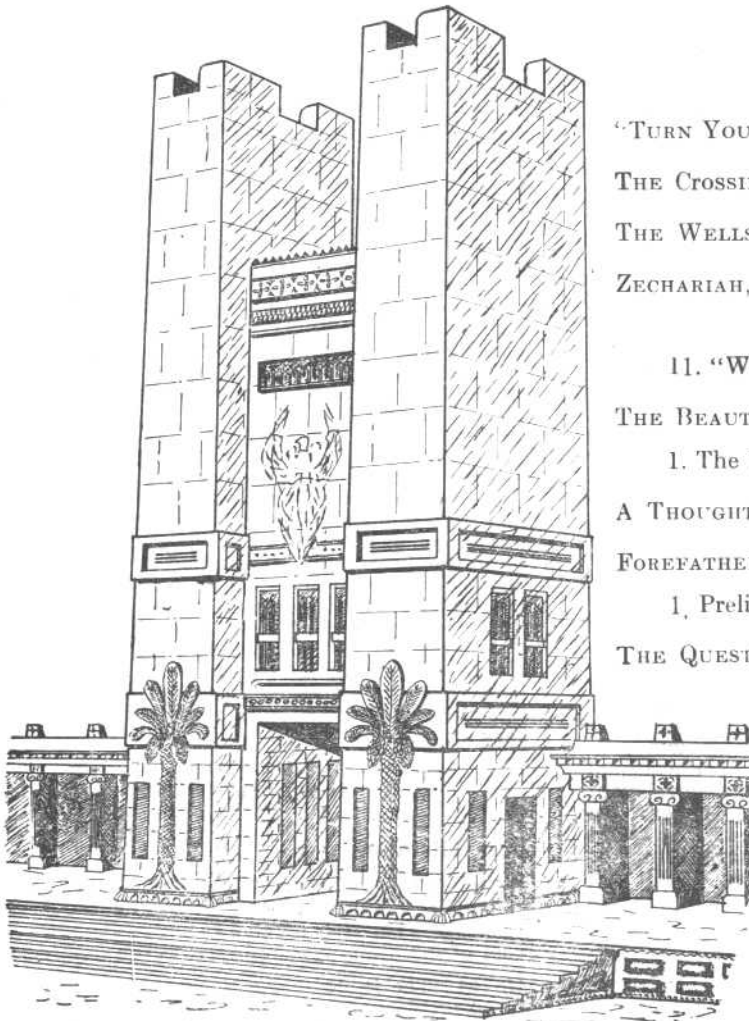 “TURN YOU
THE CROSSI
THE WELLS
ZECHARIAH,
11. “W
THE BEAUT
1. The
A THOUGHT
FOREFATHE
1, Preli
THE QUEST